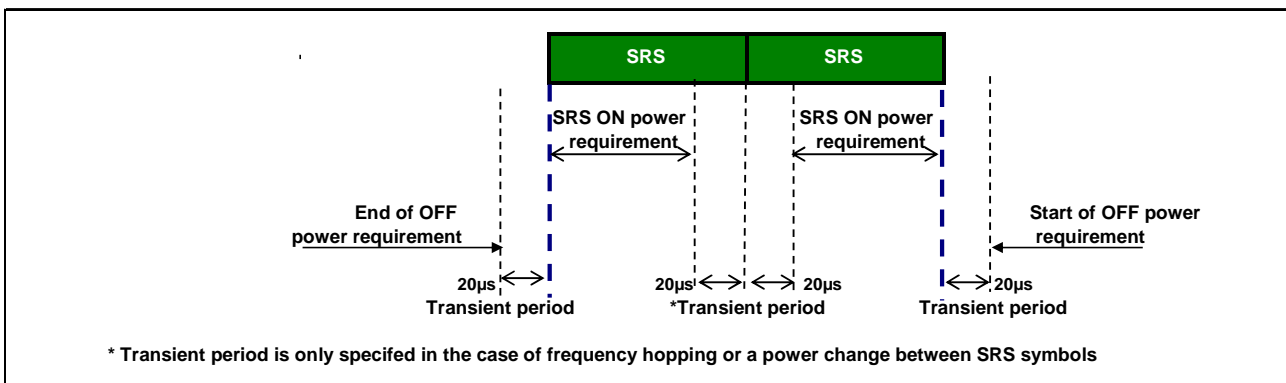 SRS SRS
SRS ON power
requirement
SRS ON power
requirement
End of OFF
power requirement
Start of OFF power
requirement
20µs 20µs 20µs 20µs
Transient period *Transient period Transient period
* Transient period is only specifed in the case of frequency hopping or a power change between SRS symbols